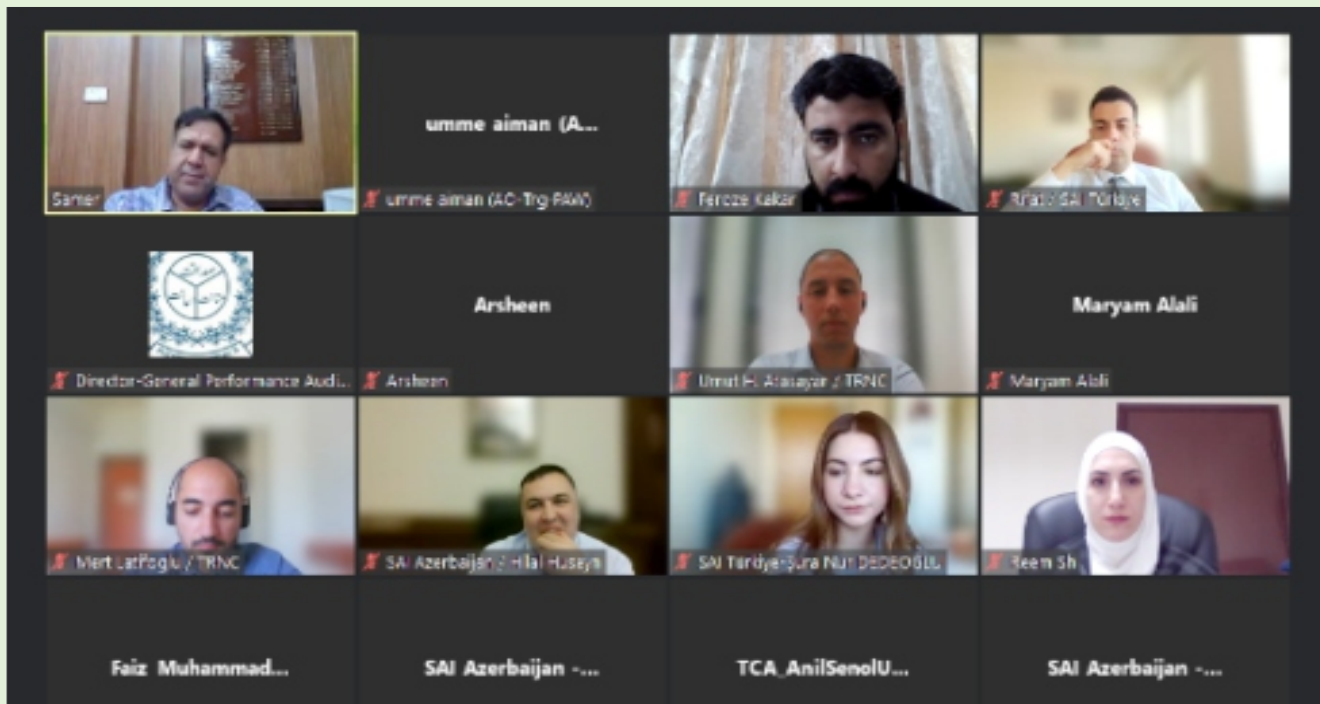 Samer
umme aiman (A...
umme aiman (AC-Trg-PAW)
Feroze Kakar
Rifat / SAI Türkiye
Director-General Performance Audi...
Arsheen
Arsheen
Umut H. Atasayar / TRNC
Maryam Alali
Maryam Alali
Mert Latifoglu / TRNC
SAI Azerbaijan / Hilal Huseyn
SAI Türkiye-Şura Nur DEDEOĞLU
Reem Sh
Faiz Muhammad...
SAI Azerbaijan -...
TCA_AnilSenolU...
SAI Azerbaijan -...